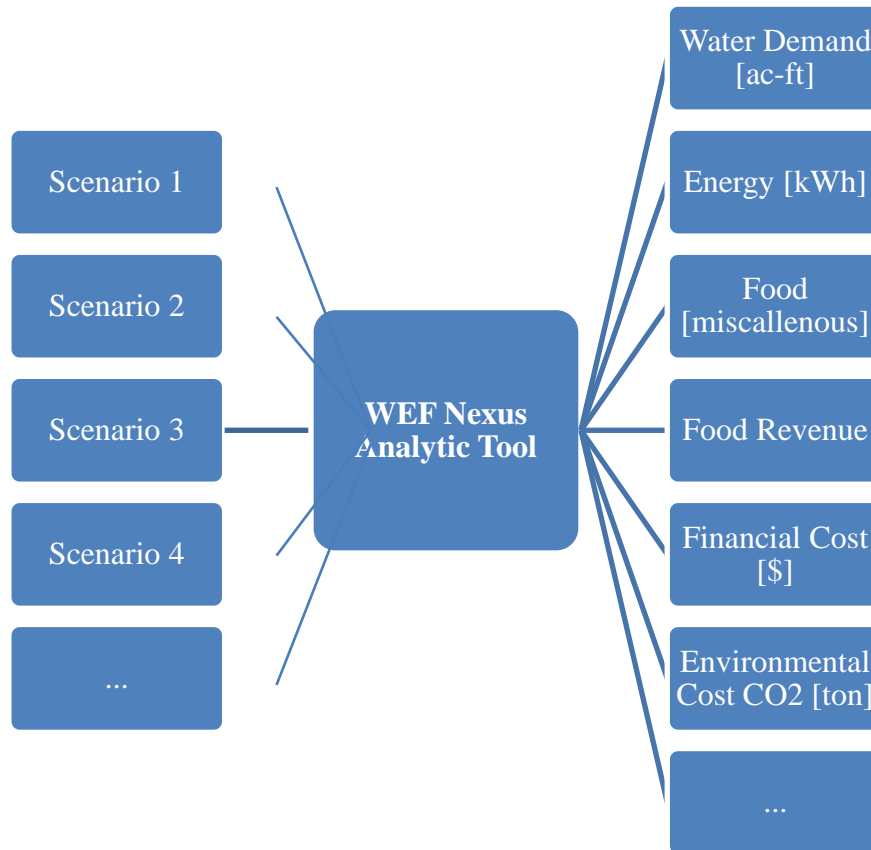 Scenario 1
Scenario 2
Scenario 3
Scenario 4
...
WEF Nexus
Analytic Tool
Water Demand
[ac-ft]
Energy [kWh]
Food
[miscallenous]
Food Revenue
Financial Cost
[$]
Environmental
Cost CO2 [ton]
...